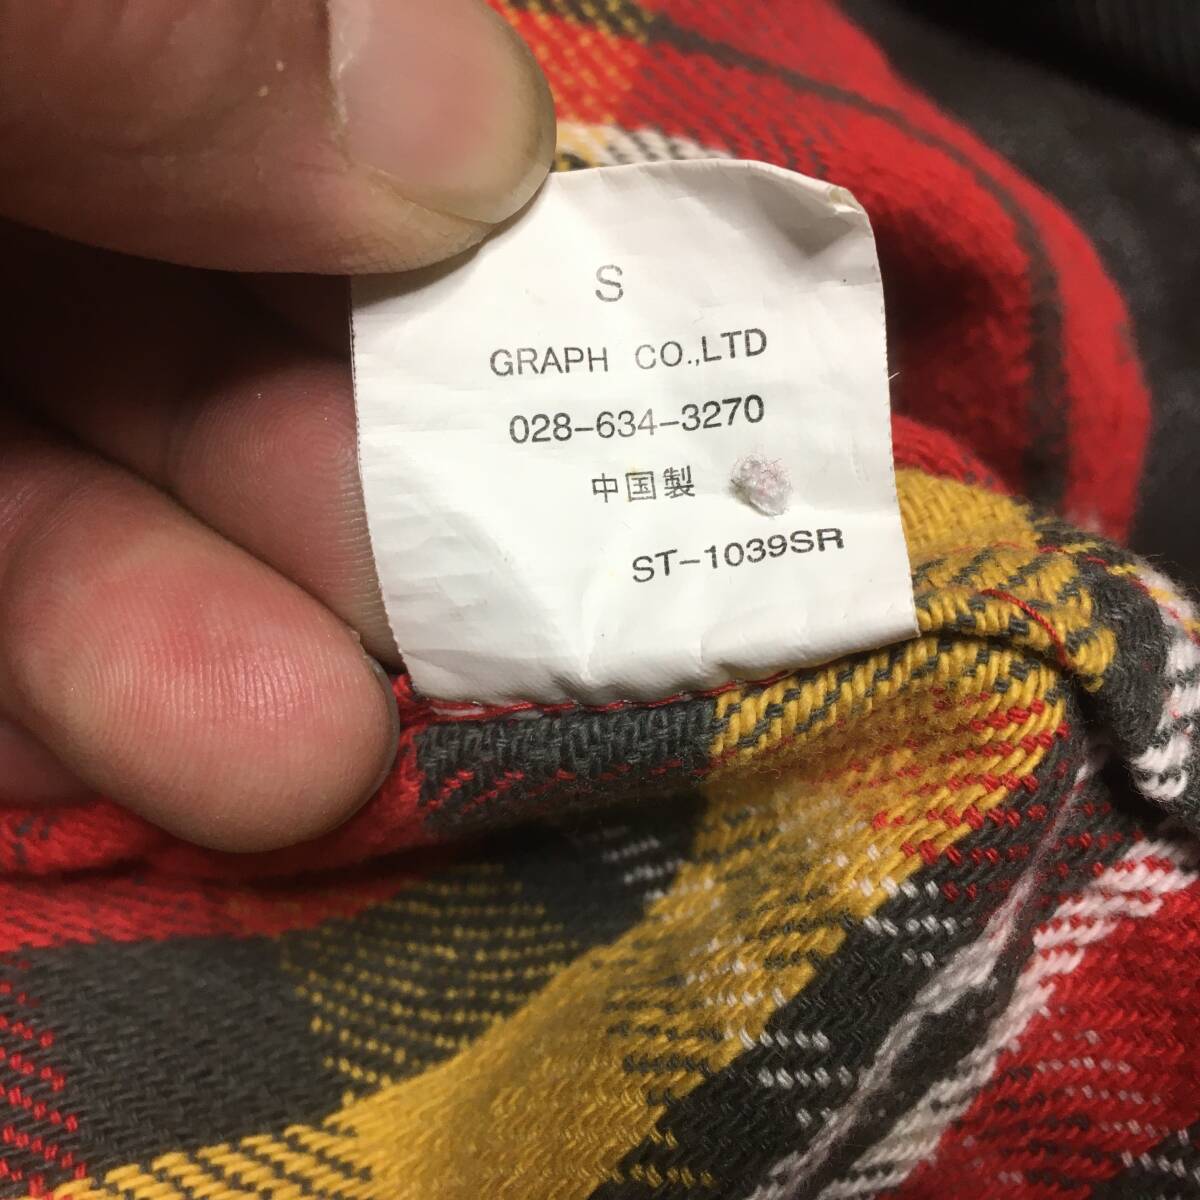 S
GRAPH CO.,LTD
028-634-3270
中国製
ST-1039SR